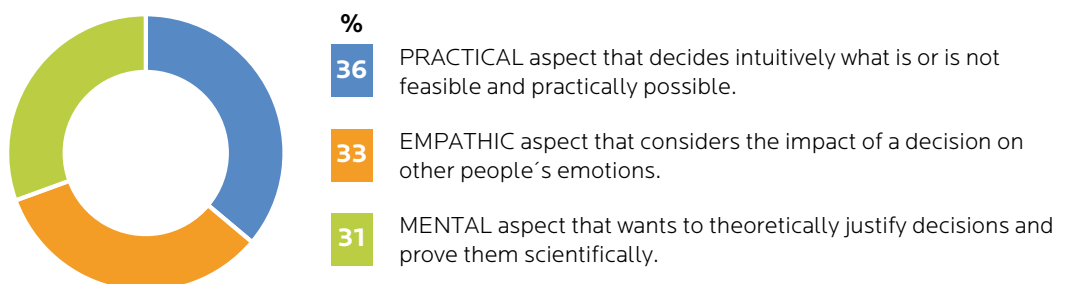 %
36
PRACTICAL aspect that decides intuitively what is or is not
feasible and practically possible.
33
EMPATHIC aspect that considers the impact of a decision on
other people´s emotions.
31
MENTAL aspect that wants to theoretically justify decisions and
prove them scientifically.